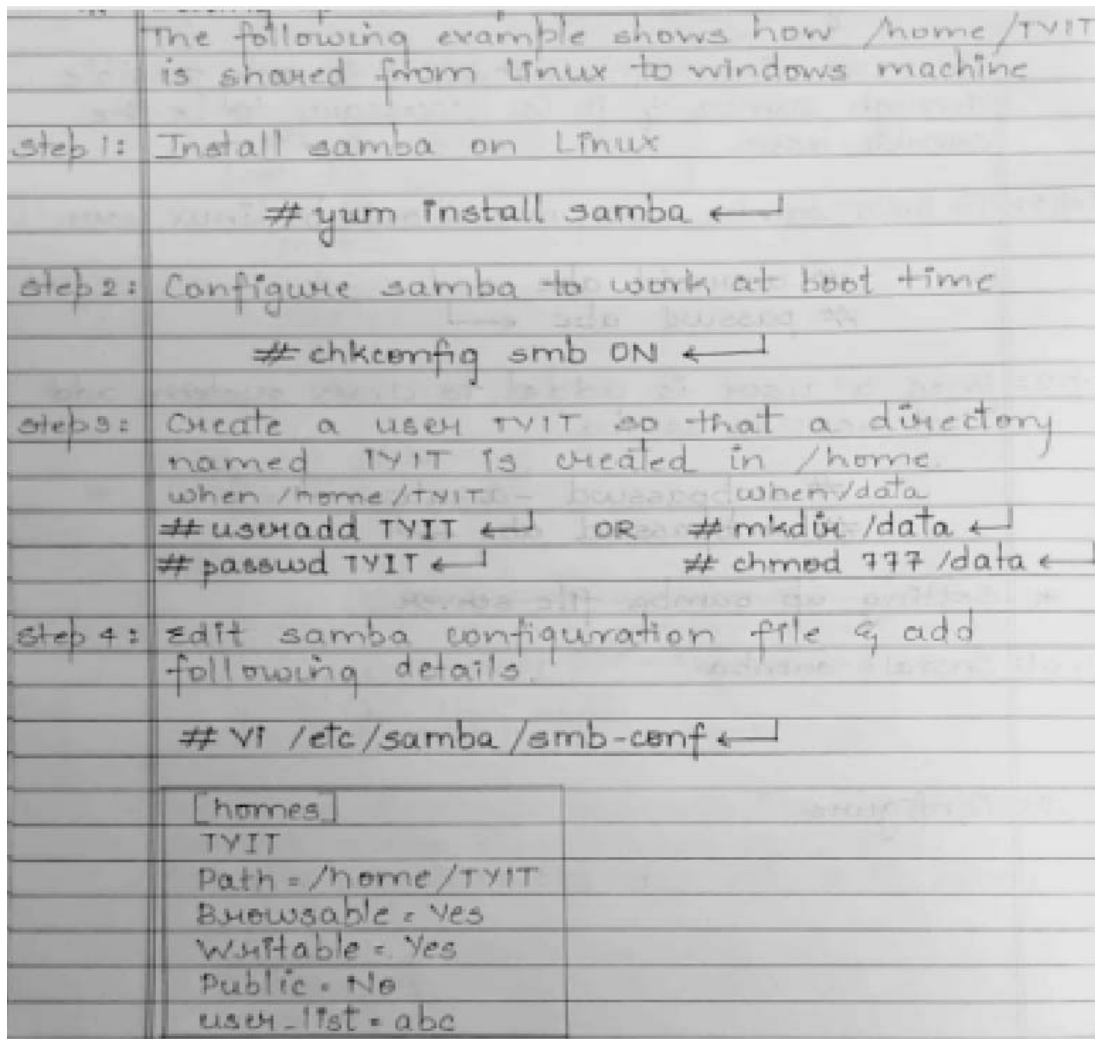 The following example shows how /home/TYIT
is shared from Linux to windows machine
step 1: Install samba on Linux
# yum install samba ←┘
step 2: Configure samba to work at boot time
# chkconfig smb ON ←┘
step 3: Create a user TYIT so that a directory
named TYIT is created in /home.
when /home/TYIT when /data
# useradd TYIT ←┘ OR # mkdir /data ←┘
# passwd TYIT ←┘ # chmod 777 /data ←┘
step 4: Edit samba configuration file & add
following details.
# vi /etc/samba/smb-conf ←┘
[homes]
TYIT
Path = /home/TYIT
Browsable = Yes
Writable = Yes
Public = No
user_list = abc